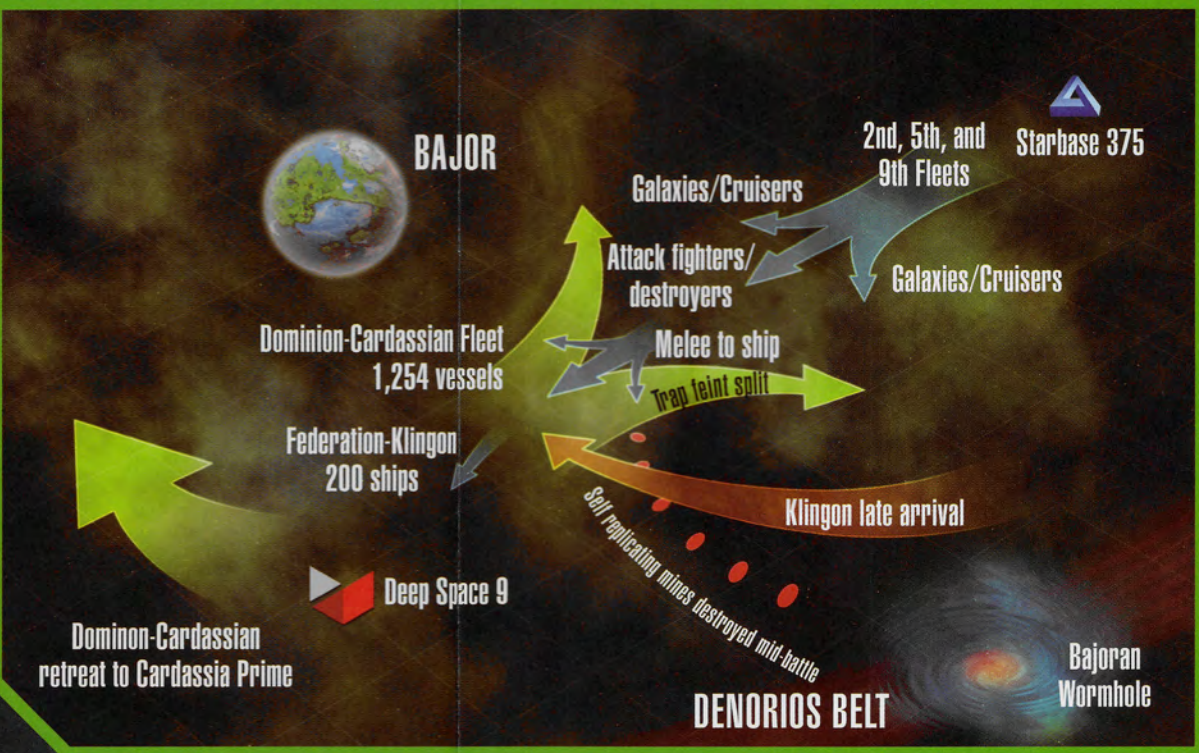 BAJOR
Starbase 375
2nd, 5th, and
9th Fleets
Galaxies/Cruisers
Attack fighters/
destroyers
Galaxies/Cruisers
Dominion-Cardassian Fleet
1,254 vessels
Melee to ship
Trap feint split
Federation-Klingon
200 ships
Klingon late arrival
Self replicating mines destroyed mid-battle
Deep Space 9
Dominon-Cardassian
retreat to Cardassia Prime
Bajoran
Wormhole
DENORIOS BELT